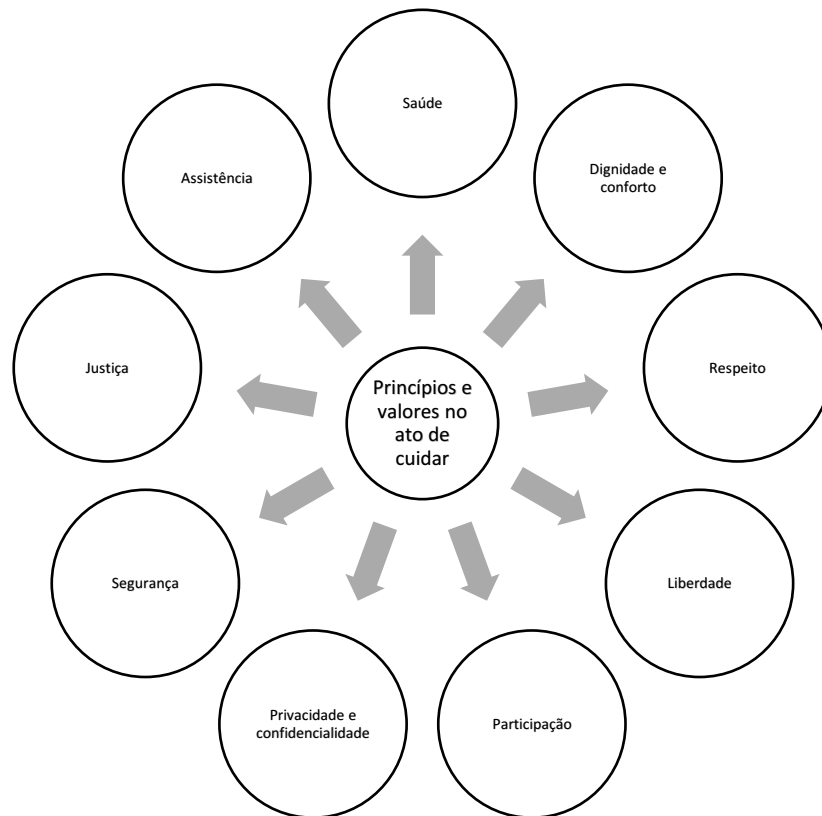 Saúde
Dignidade e
conforto
Respeito
Liberdade
Participação
Privacidade e
confidencialidade
Segurança
Justiça
Assistência
Princípios e
valores no
ato de
cuidar